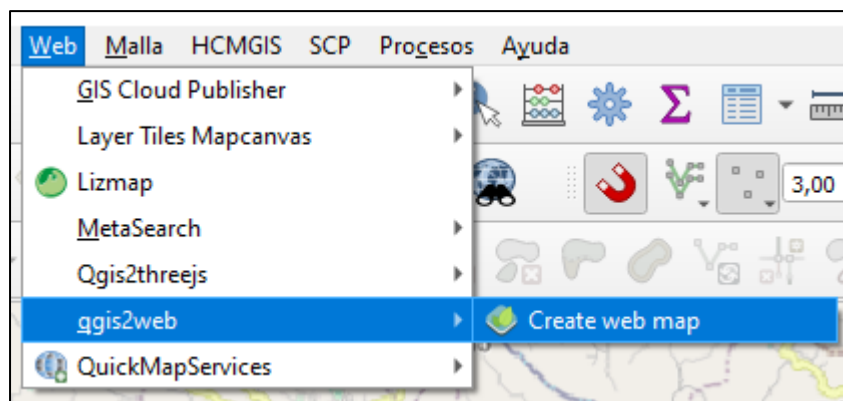 Web Malla HCMGIS SCP Procesos Ayuda
GIS Cloud Publisher
Layer Tiles Mapcanvas
Lizmap
3,00
MetaSearch
Qgis2threejs
qgis2web Create web map
QuickMapServices